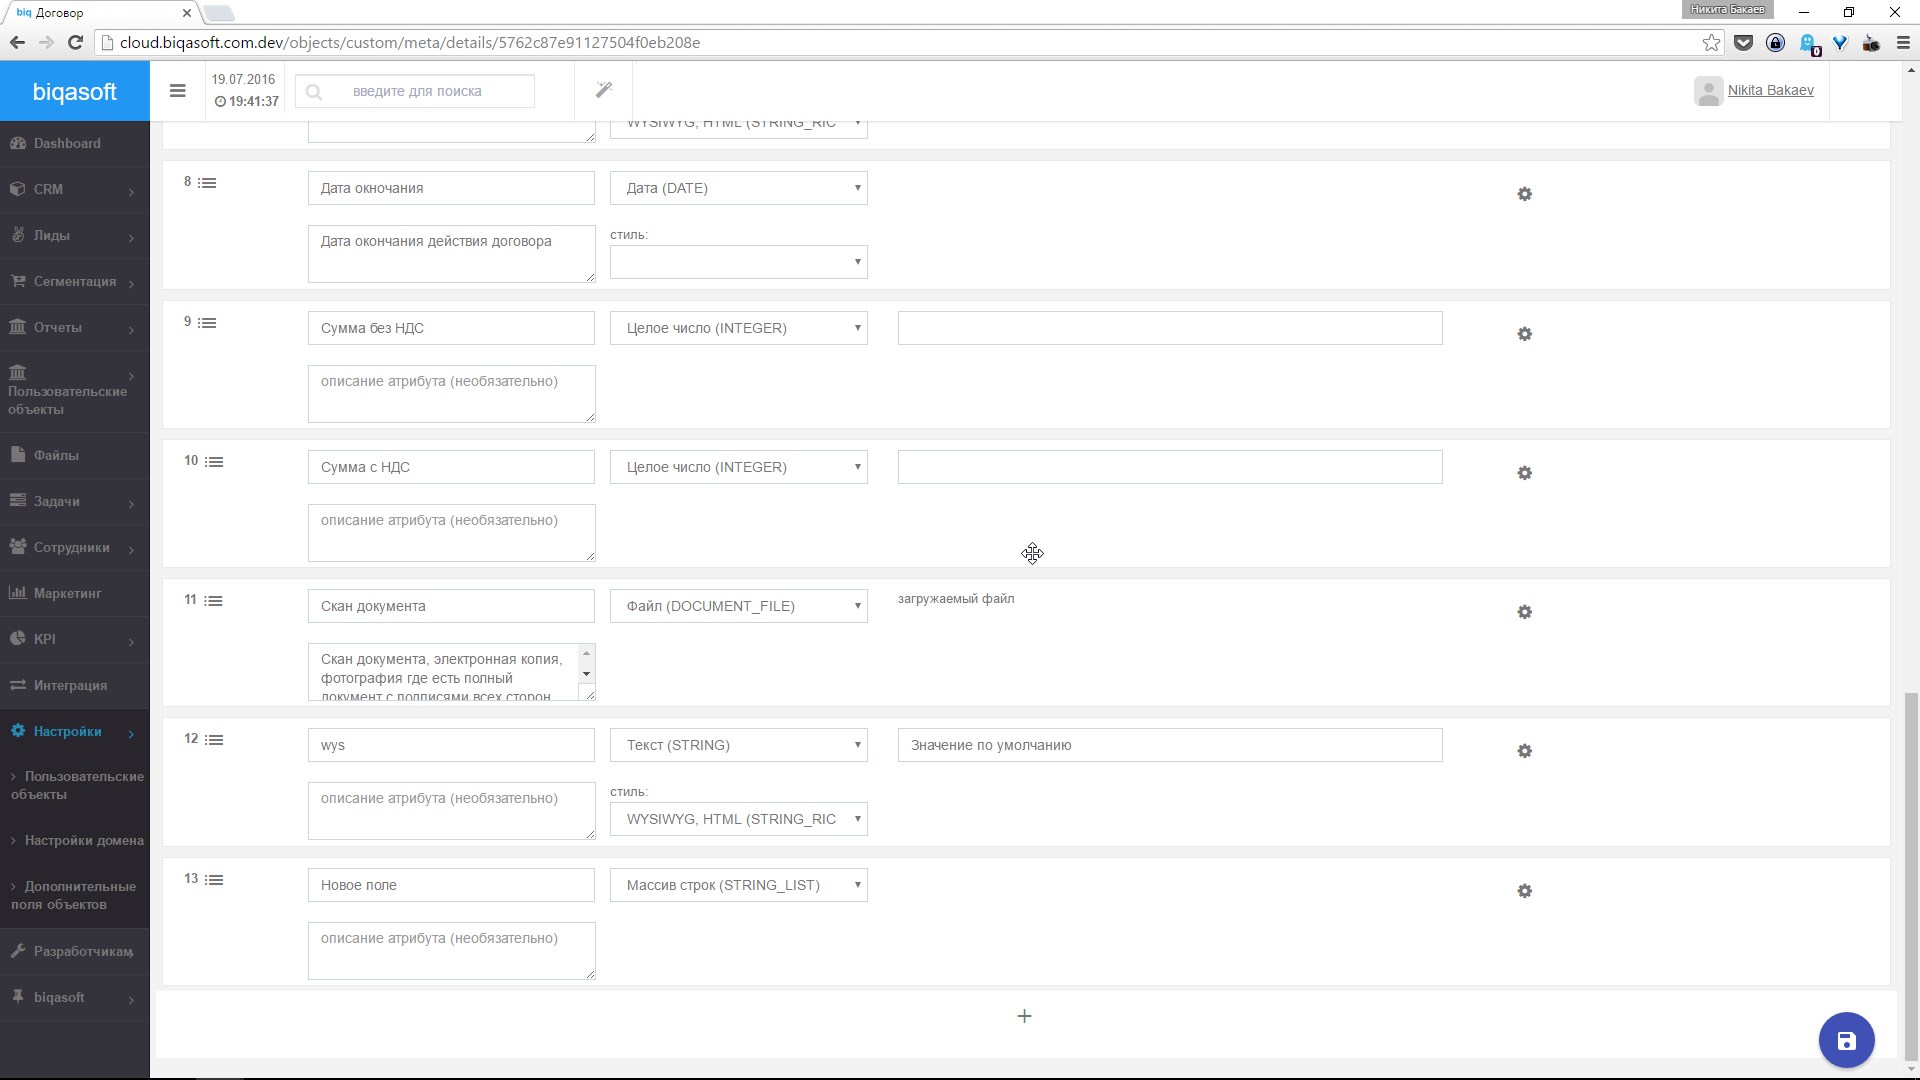 biq Договор
Никита Бакаев
cloud.biqasoft.com.dev/objects/custom/meta/details/5762c87e91127504f0eb208e
biqasoft
19.07.2016
19:41:37
введите для поиска
Nikita Bakaev
Dashboard
CRM
Лиды
Сегментация
Отчеты
Пользовательские
объекты
Файлы
Задачи
Сотрудники
Маркетинг
KPI
Интеграция
Настройки
Пользовательские
объекты
Настройки домена
Дополнительные
поля объектов
Разработчикам
biqasoft
WYSIWYG, HTML (STRING_RIC
8
Дата окночания
Дата (DATE)
Дата окончания действия договора
стиль:
9
Сумма без НДС
Целое число (INTEGER)
описание атрибута (необязательно)
10
Сумма с НДС
Целое число (INTEGER)
описание атрибута (необязательно)
11
Скан документа
Файл (DOCUMENT_FILE)
загружаемый файл
Скан документа, электронная копия,
фотография где есть полный
документ с подписями всех сторон
12
wys
Текст (STRING)
Значение по умолчанию
описание атрибута (необязательно)
стиль:
WYSIWYG, HTML (STRING_RIC
13
Новое поле
Массив строк (STRING_LIST)
описание атрибута (необязательно)
+